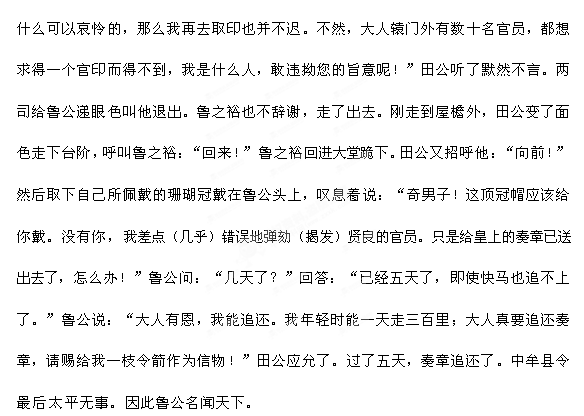 什么可以哀怜的，那么我再去取印也并不迟。不然，大人辕门外有数十名官员，都想
求得一个官印而得不到，我是什么人，敢违拗您的旨意呢！”田公听了默然不言。两
司给鲁公递眼色叫他退出。鲁之裕也不辞谢，走了出去。刚走到屋檐外，田公变了面
色走下台阶，呼叫鲁之裕：“回来！”鲁之裕回进大堂跪下。田公又招呼他：“向前！”
然后取下自己所佩戴的珊瑚冠戴在鲁公头上，叹息着说：“奇男子！这顶冠帽应该给
你戴。没有你，我差点（几乎）错误地弹劾（揭发）贤良的官员。只是给皇上的奏章已送
出去了，怎么办！”鲁公问：“几天了？”回答：“已经五天了，即使快马也追不上
了。”鲁公说：“大人有恩，我能追还。我年轻时能一天走三百里；大人真要追还奏
章，请赐给我一枝令箭作为信物！”田公应允了。过了五天，奏章追还了。中牟县令
最后太平无事。因此鲁公名闻天下。